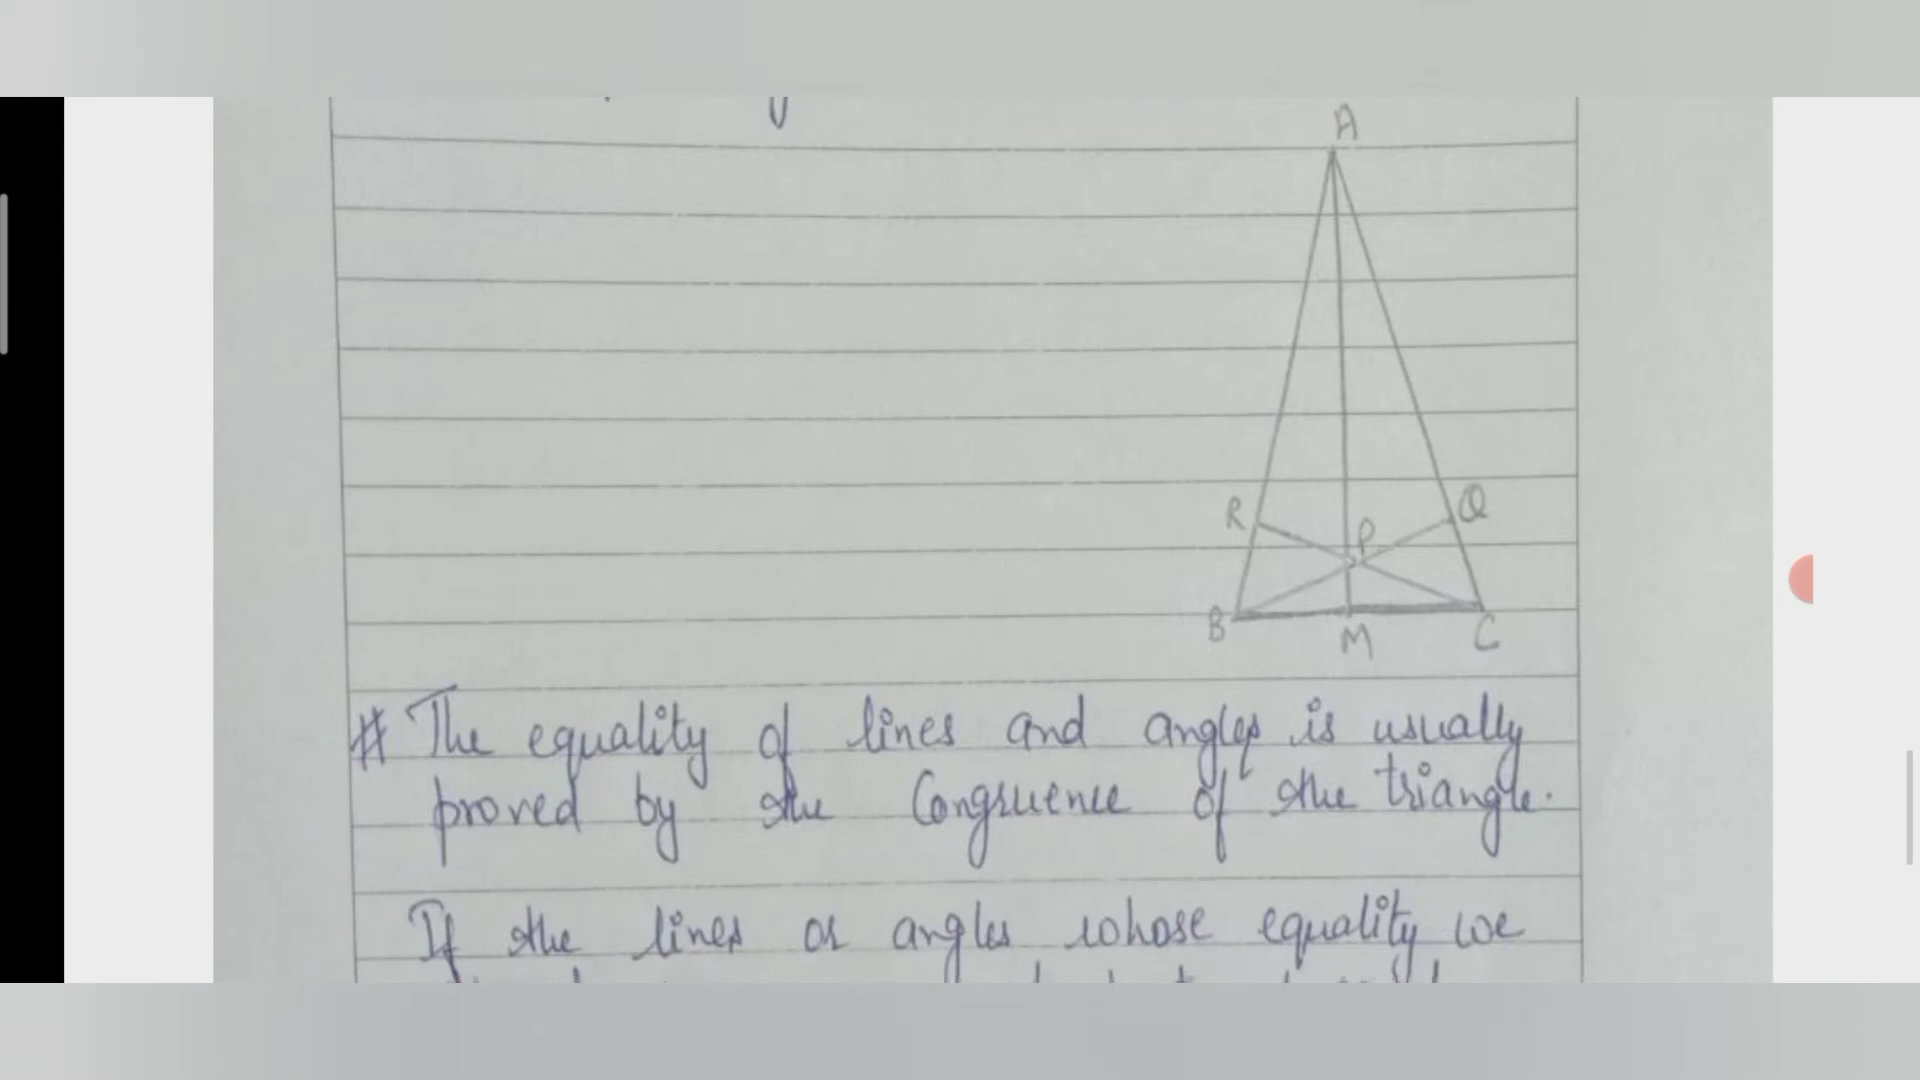 A
R
Q
P
B
M
C
# The equality of lines and angles is usually
proved by the Congruence of the triangle.
If the lines or angles whose equality we